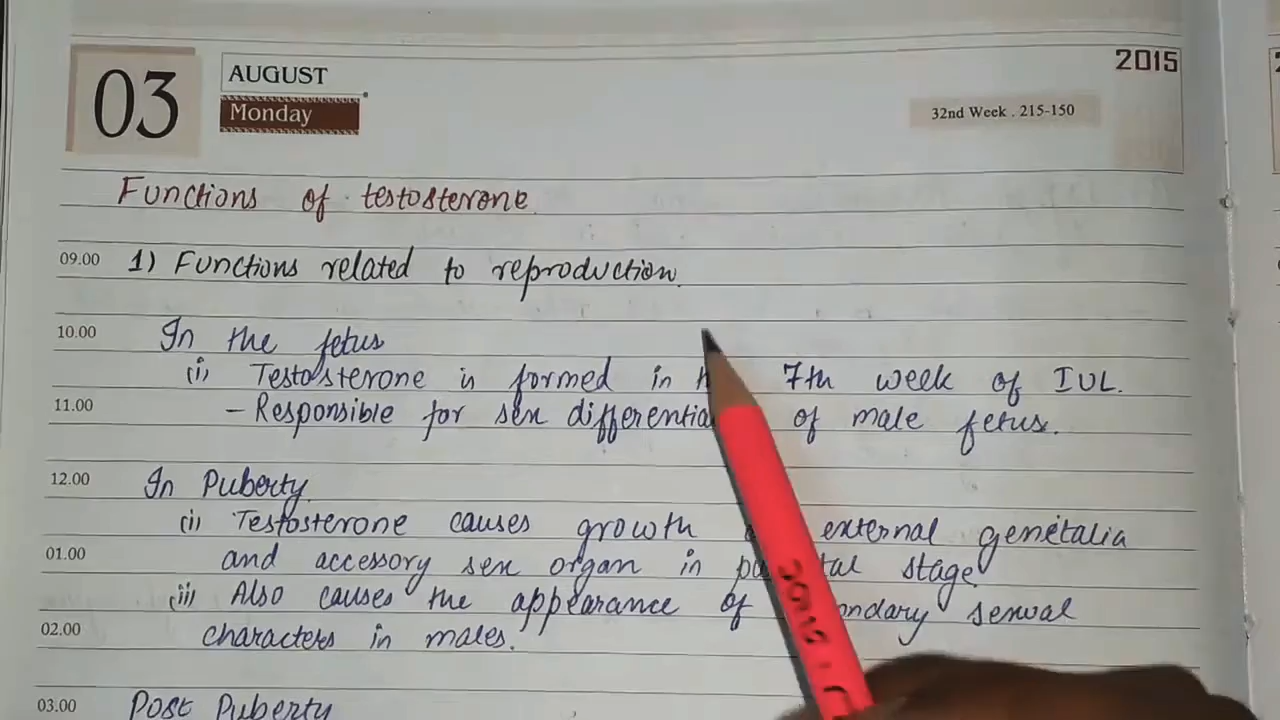 03
AUGUST
Monday
2015
32nd Week . 215-150
Functions of testosterone
09.00 1) Functions related to reproduction.
10.00 In the fetus
(i) Testosterone is formed in 7th week of IUL.
11.00 - Responsible for sex of male fetus.
12.00 In Puberty
(i) Testosterone causes growth external genitalia
01.00 and accessory sex organ in stage
(ii) Also causes the appearance of sexual
02.00 characters in males.
03.00 Post Puberty